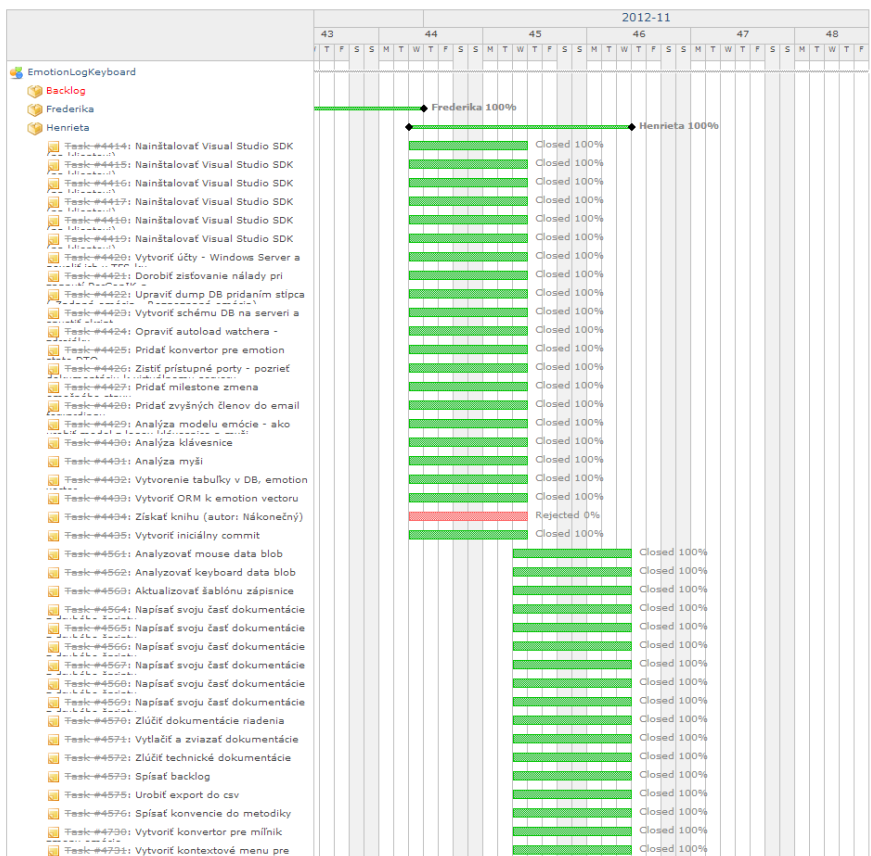 2012-11
43 44 45 46 47 48
T F S S M T W T F S S M T W T F S S M T W T F S S M T W T F S S M T W T F
EmotionLogKeyboard
Backlog
Frederika Frederika 100%
Henrieta Henrieta 100%
Task #4414: Nainštalovať Visual Studio SDK Closed 100%
Task #4415: Nainštalovať Visual Studio SDK Closed 100%
Task #4416: Nainštalovať Visual Studio SDK Closed 100%
Task #4417: Nainštalovať Visual Studio SDK Closed 100%
Task #4418: Nainštalovať Visual Studio SDK Closed 100%
Task #4419: Nainštalovať Visual Studio SDK Closed 100%
Task #4420: Vytvoriť účty - Windows Server a Closed 100%
Task #4421: Dorobiť zisťovanie nálady pri Closed 100%
Task #4422: Upraviť dump DB pridaním stĺpca Closed 100%
Task #4423: Vytvoriť schému DB na serveri a Closed 100%
Task #4424: Opraviť autoload watchera - Closed 100%
Task #4425: Pridať konvertor pre emotion Closed 100%
Task #4426: Zistiť prístupné porty - pozrieť Closed 100%
Task #4427: Pridať milestone zmena Closed 100%
Task #4428: Pridať zvyšných členov do email Closed 100%
Task #4429: Analýza modelu emócie - ako Closed 100%
Task #4430: Analýza klávesnice Closed 100%
Task #4431: Analýza myši Closed 100%
Task #4432: Vytvorenie tabuľky v DB, emotion Closed 100%
Task #4433: Vytvoriť ORM k emotion vectoru Closed 100%
Task #4434: Získať knihu (autor: Nákonečný) Rejected 0%
Task #4435: Vytvoriť iniciálny commit Closed 100%
Task #4561: Analyzovať mouse data blob Closed 100%
Task #4562: Analyzovať keyboard data blob Closed 100%
Task #4563: Aktualizovať šablónu zápisnice Closed 100%
Task #4564: Napísať svoju časť dokumentácie Closed 100%
Task #4565: Napísať svoju časť dokumentácie Closed 100%
Task #4566: Napísať svoju časť dokumentácie Closed 100%
Task #4567: Napísať svoju časť dokumentácie Closed 100%
Task #4568: Napísať svoju časť dokumentácie Closed 100%
Task #4569: Napísať svoju časť dokumentácie Closed 100%
Task #4570: Zlúčiť dokumentácie riadenia Closed 100%
Task #4571: Vytlačiť a zviazať dokumentácie Closed 100%
Task #4572: Zlúčiť technické dokumentácie Closed 100%
Task #4573: Spísať backlog Closed 100%
Task #4575: Urobiť export do csv Closed 100%
Task #4576: Spísať konvencie do metodiky Closed 100%
Task #4730: Vytvoriť konvertor pre míľnik Closed 100%
Task #4731: Vytvoriť kontextové menu pre Closed 100%